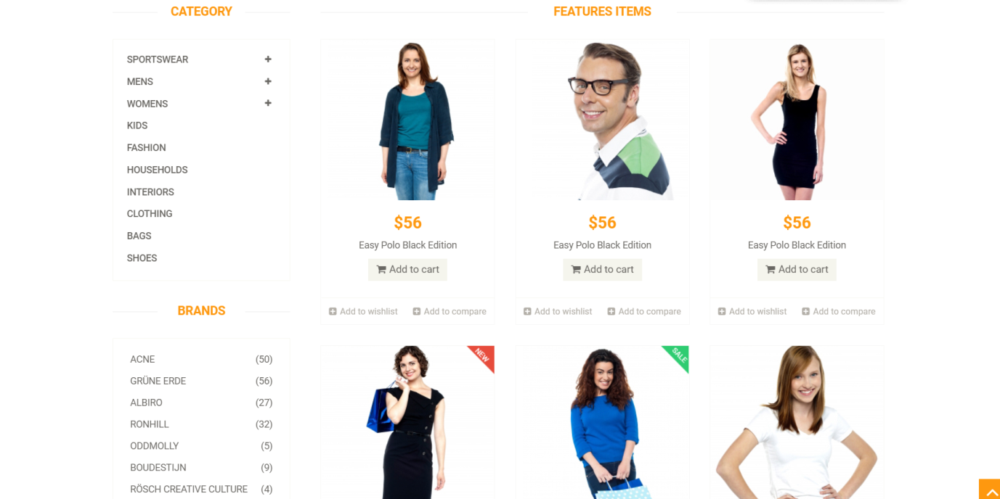 CATEGORY
SPORTSWEAR
MENS
WOMENS
KIDS
FASHION
HOUSEHOLDS
INTERIORS
CLOTHING
BAGS
SHOES
BRANDS
ACNE (50)
GRÜNE ERDE (56)
ALBIRO (27)
RONHILL (32)
ODDMOLLY (5)
BOUDESTIJN (9)
RÖSCH CREATIVE CULTURE (4)
FEATURES ITEMS
$56
Easy Polo Black Edition
Add to cart
Add to wishlist Add to compare
$56
Easy Polo Black Edition
Add to cart
Add to wishlist Add to compare
$56
Easy Polo Black Edition
Add to cart
Add to wishlist Add to compare
NEW
SALE